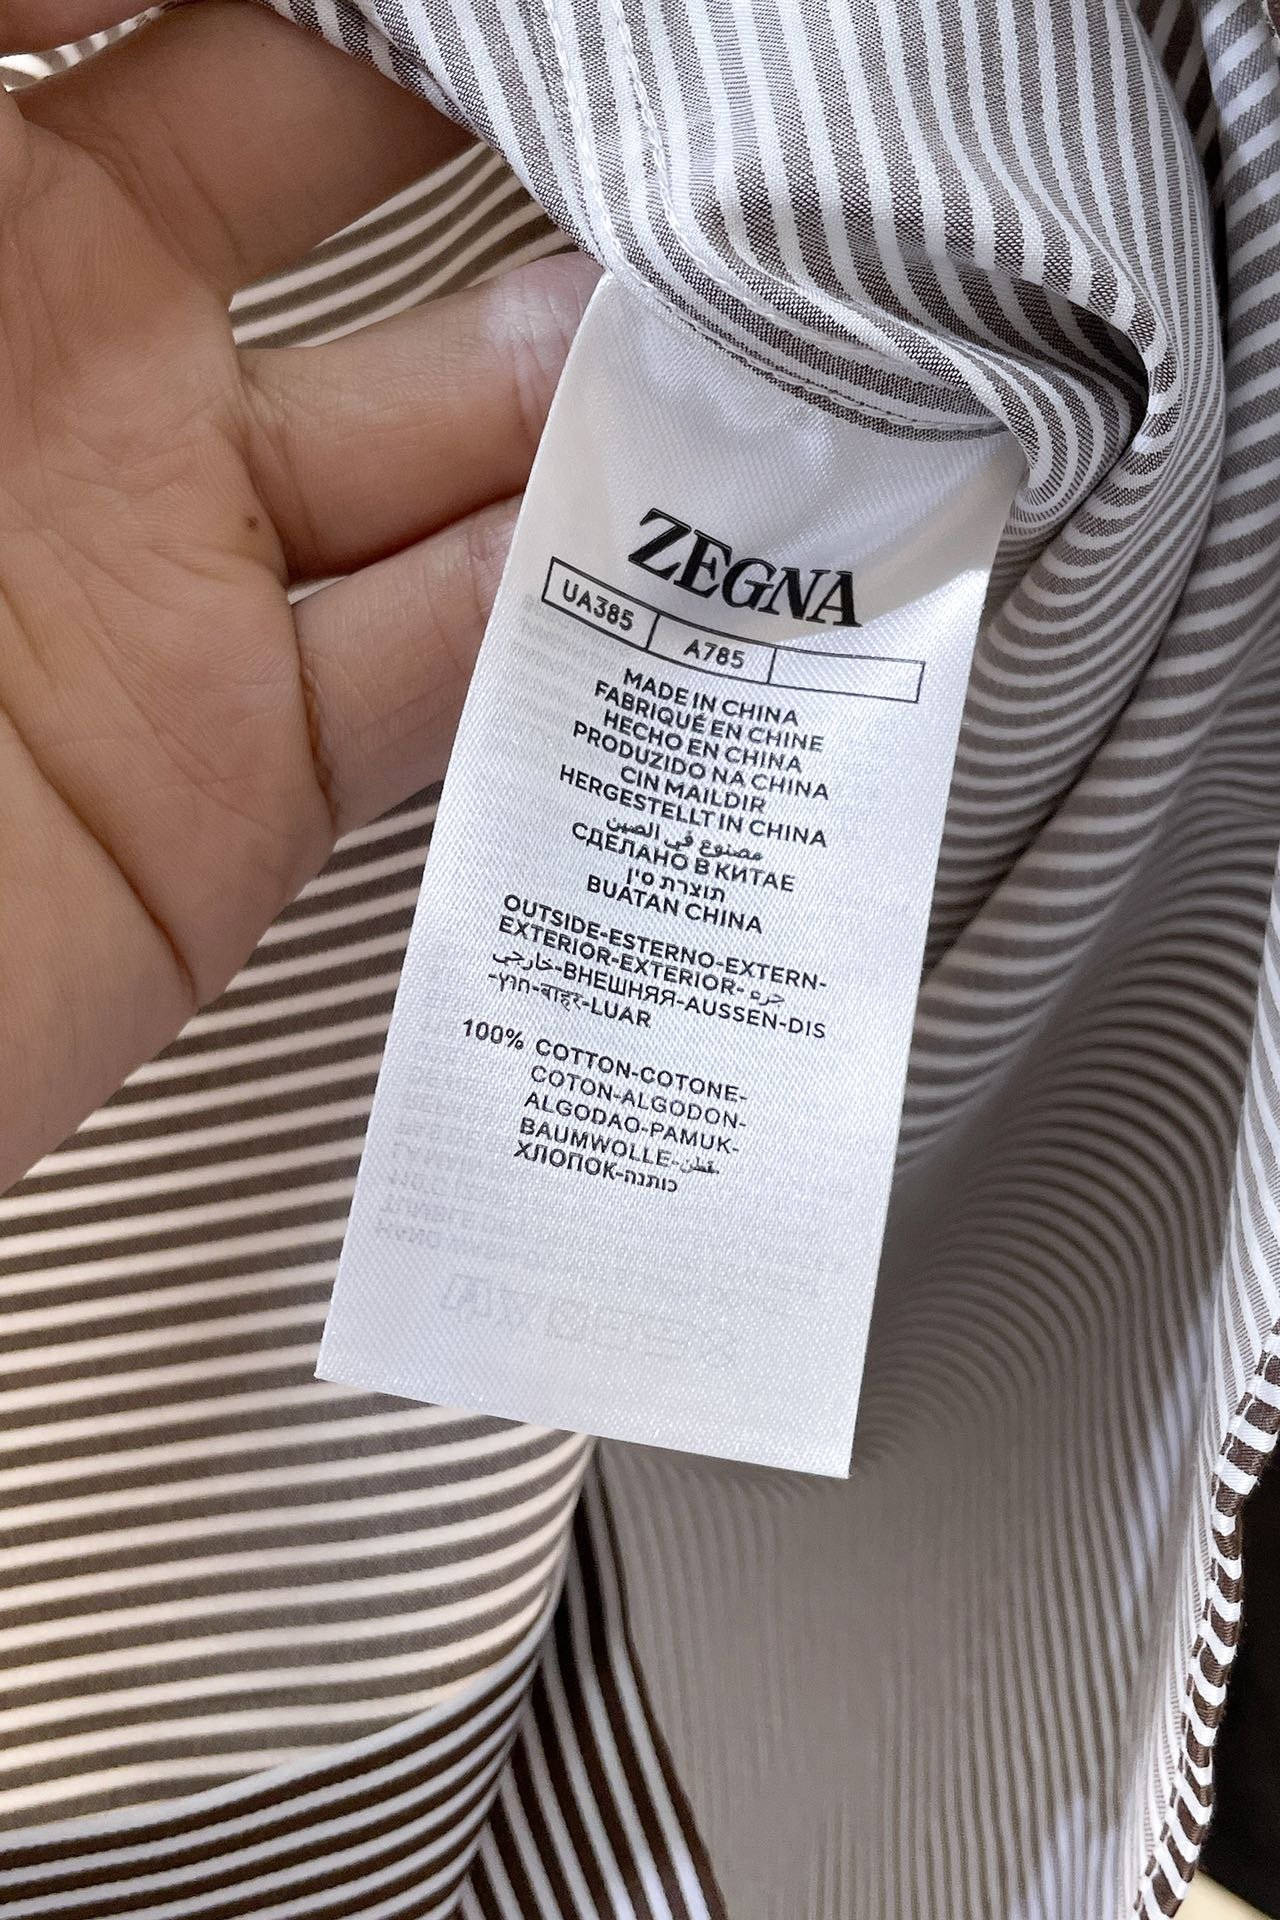 ZEGNA
UA385 A785
MADE IN CHINA
FABRIQUÉ EN CHINE
HECHO EN CHINA
PRODUZIDO NA CHINA
CIN MAILDIR
HERGESTELLT IN CHINA
مصنوع في الصين
СДЕЛАНО В КИТАЕ
תוצרת סין
BUATAN CHINA
OUTSIDE-ESTERNO-EXTERN-
EXTERIOR-EXTERIOR-
خارجي-ВНЕШНЯЯ-AUSSEN-DIS
-חרץ-बाहर-LUAR
100% COTTON-COTONE-
COTON-ALGODON-
ALGODAO-PAMUK-
BAUMWOLLE-قطن
ХЛОПОК-כותנה